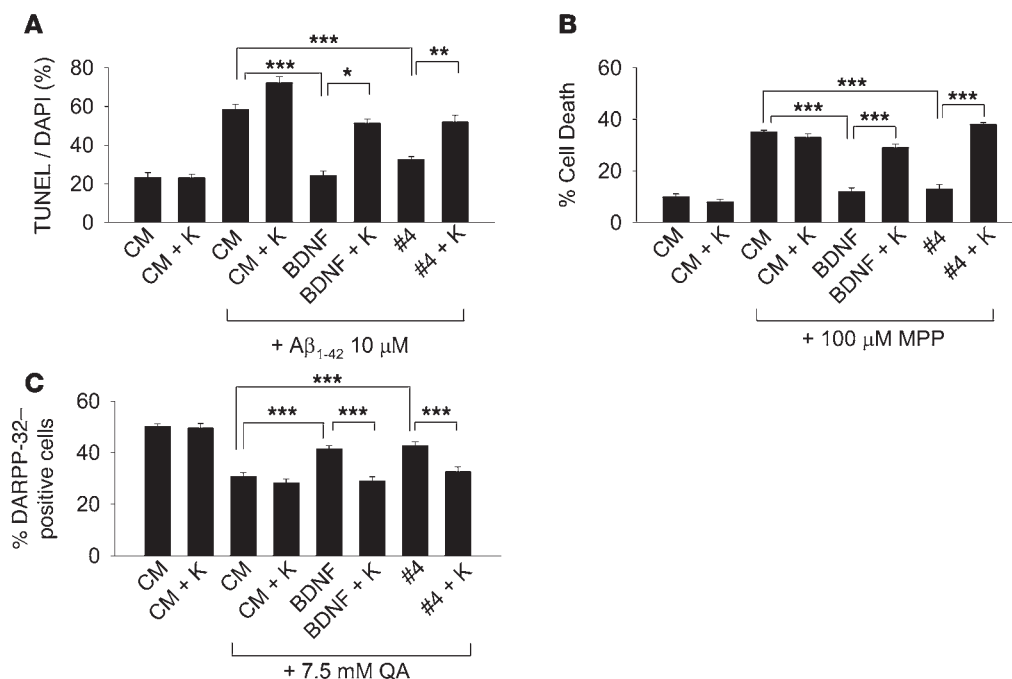 A
TUNEL / DAPI (%)
80
60
40
20
0
***
***
*
**
CM
CM + K
CM
CM + K
BDNF
BDNF + K
#4
#4 + K
+ Aβ1-42 10 μM
B
% Cell Death
60
40
20
0
***
***
***
***
CM
CM + K
CM
CM + K
BDNF
BDNF + K
#4
#4 + K
+ 100 μM MPP
C
% DARPP-32–
positive cells
60
40
20
0
***
***
***
***
CM
CM + K
CM
CM + K
BDNF
BDNF + K
#4
#4 + K
+ 7.5 mM QA